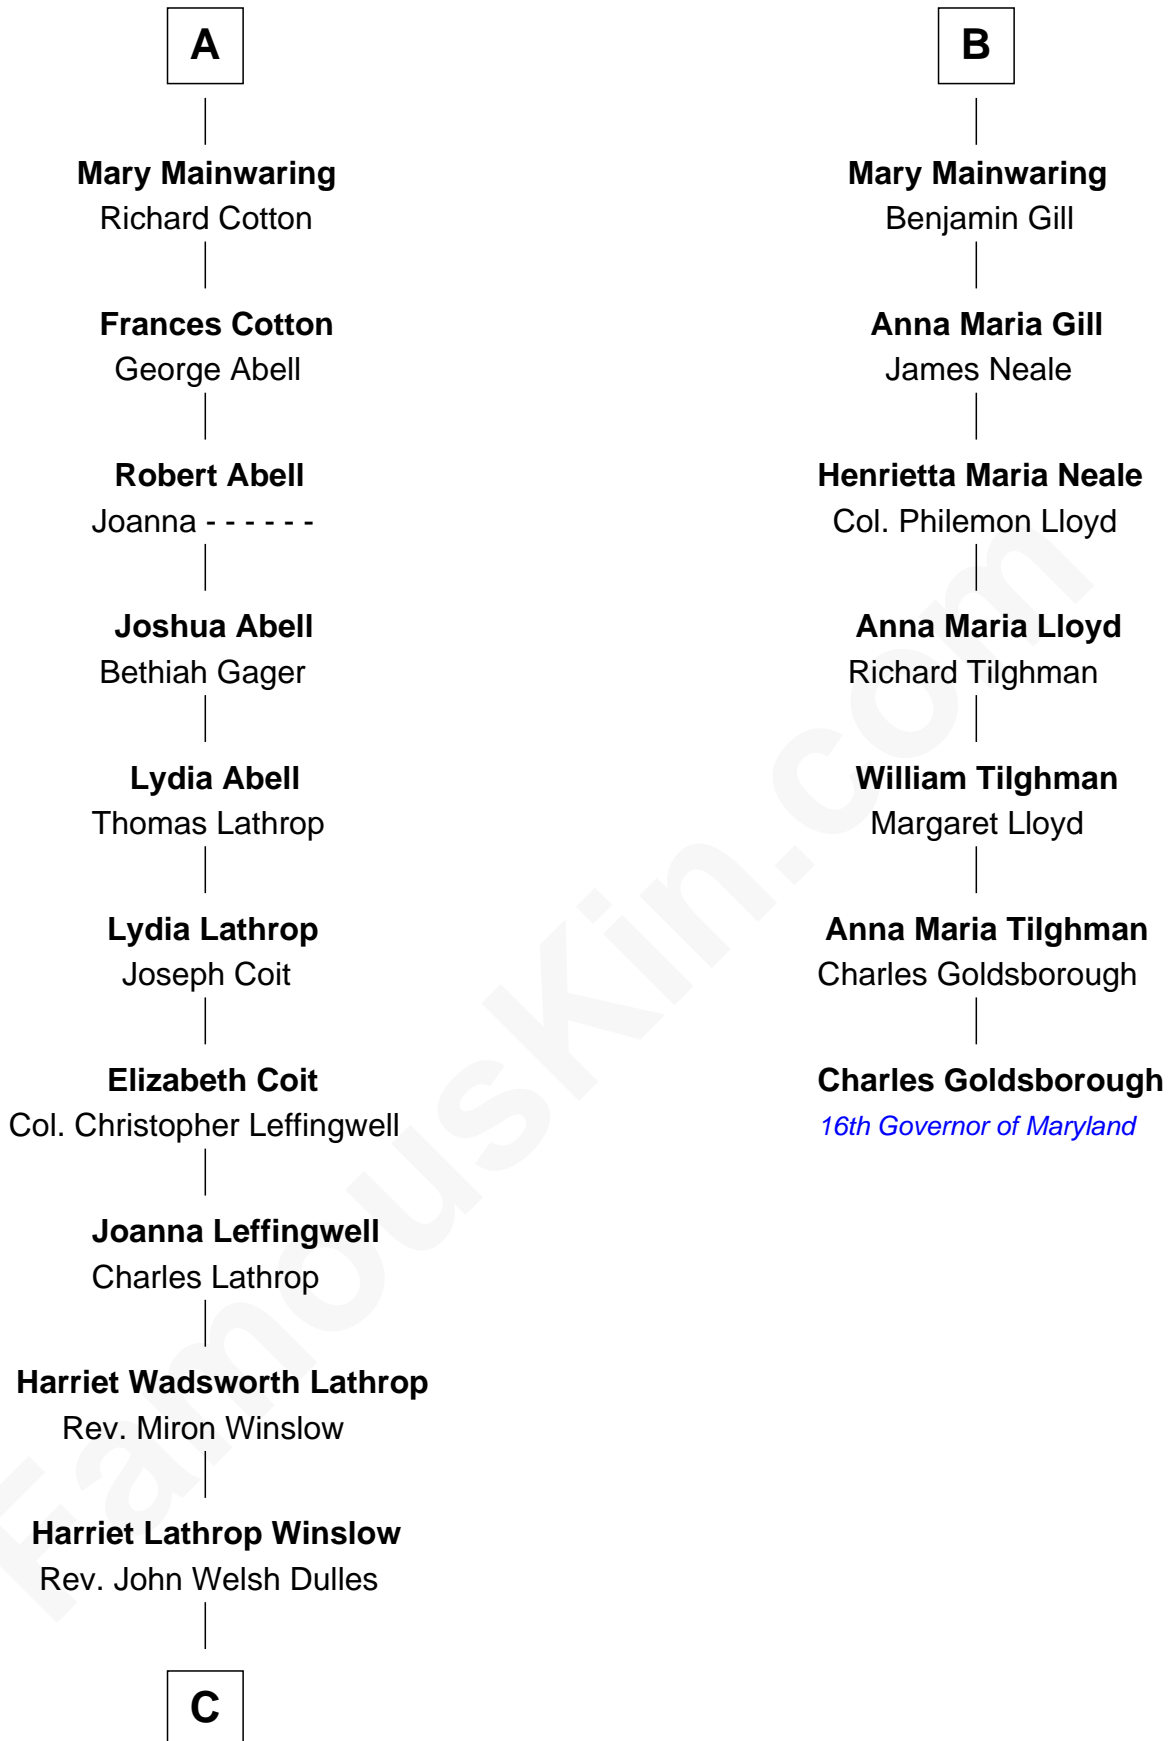 A
Mary Mainwaring
Richard Cotton
Frances Cotton
George Abell
Robert Abell
Joanna - - - - - -
Joshua Abell
Bethiah Gager
Lydia Abell
Thomas Lathrop
Lydia Lathrop
Joseph Coit
Elizabeth Coit
Col. Christopher Leffingwell
Joanna Leffingwell
Charles Lathrop
Harriet Wadsworth Lathrop
Rev. Miron Winslow
Harriet Lathrop Winslow
Rev. John Welsh Dulles
C
B
Mary Mainwaring
Benjamin Gill
Anna Maria Gill
James Neale
Henrietta Maria Neale
Col. Philemon Lloyd
Anna Maria Lloyd
Richard Tilghman
William Tilghman
Margaret Lloyd
Anna Maria Tilghman
Charles Goldsborough
Charles Goldsborough
16th Governor of Maryland
FamousKin.com